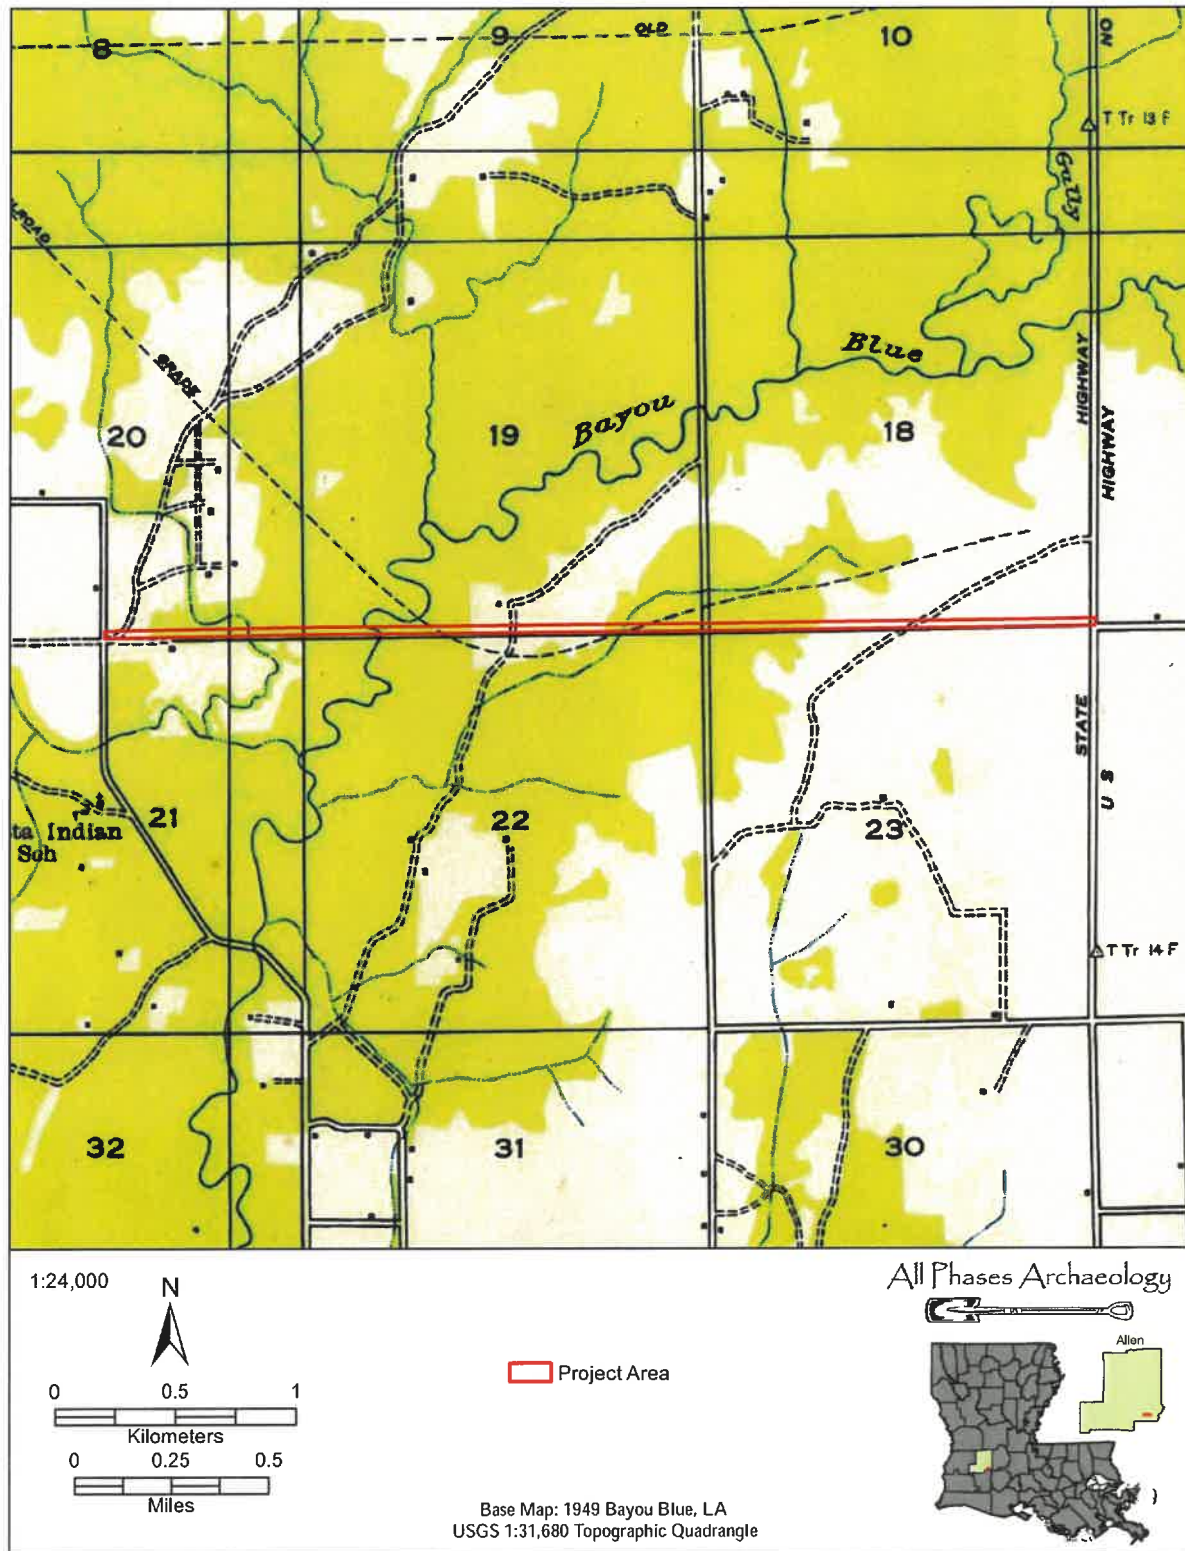 8
9
OLD
10
NO
T Tr 13 F
Gully
GRADE
Blue
HIGHWAY
20
Bayou
19
18
HIGHWAY
STATE
U S
21
22
23
ta Indian
Sch
T Tr 14 F
32
31
30
1:24,000
N
All Phases Archaeology
Allen
0 0.5 1
Kilometers
0 0.25 0.5
Miles
Project Area
Base Map: 1949 Bayou Blue, LA
USGS 1:31,680 Topographic Quadrangle